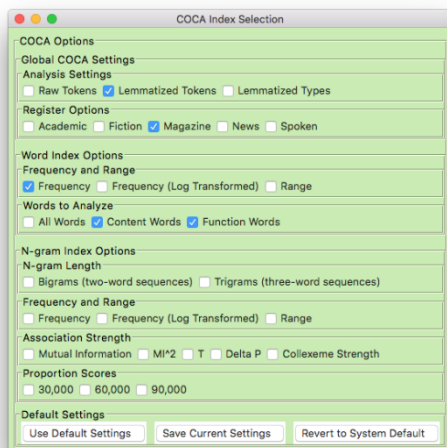 COCA Index Selection
COCA Options
Global COCA Settings
Analysis Settings
Raw Tokens Lemmatized Tokens Lemmatized Types
Register Options
Academic Fiction Magazine News Spoken
Word Index Options
Frequency and Range
Frequency Frequency (Log Transformed) Range
Words to Analyze
All Words Content Words Function Words
N-gram Index Options
N-gram Length
Bigrams (two-word sequences) Trigrams (three-word sequences)
Frequency and Range
Frequency Frequency (Log Transformed) Range
Association Strength
Mutual Information MI^2 T Delta P Collexeme Strength
Proportion Scores
30,000 60,000 90,000
Default Settings
Use Default Settings Save Current Settings Revert to System Default